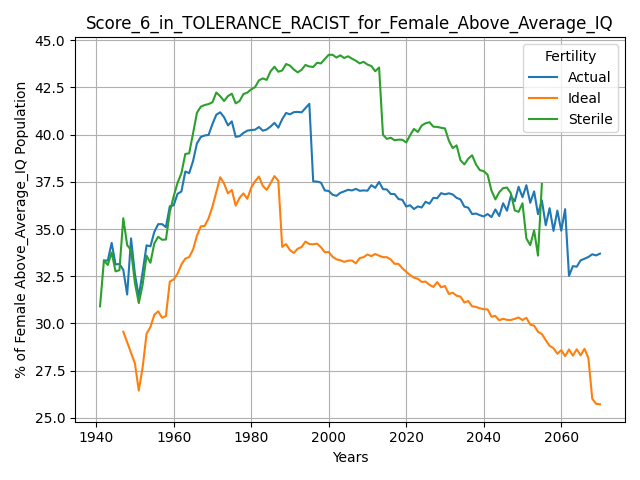 Score_6_in_TOLERANCE_RACIST_for_Female_Above_Average_IQ
45.0
42.5
40.0
37.5
35.0
32.5
30.0
27.5
25.0
% of Female Above_Average_IQ Population
Fertility
Actual
Ideal
Sterile
1940 1960 1980 2000 2020 2040 2060
Years